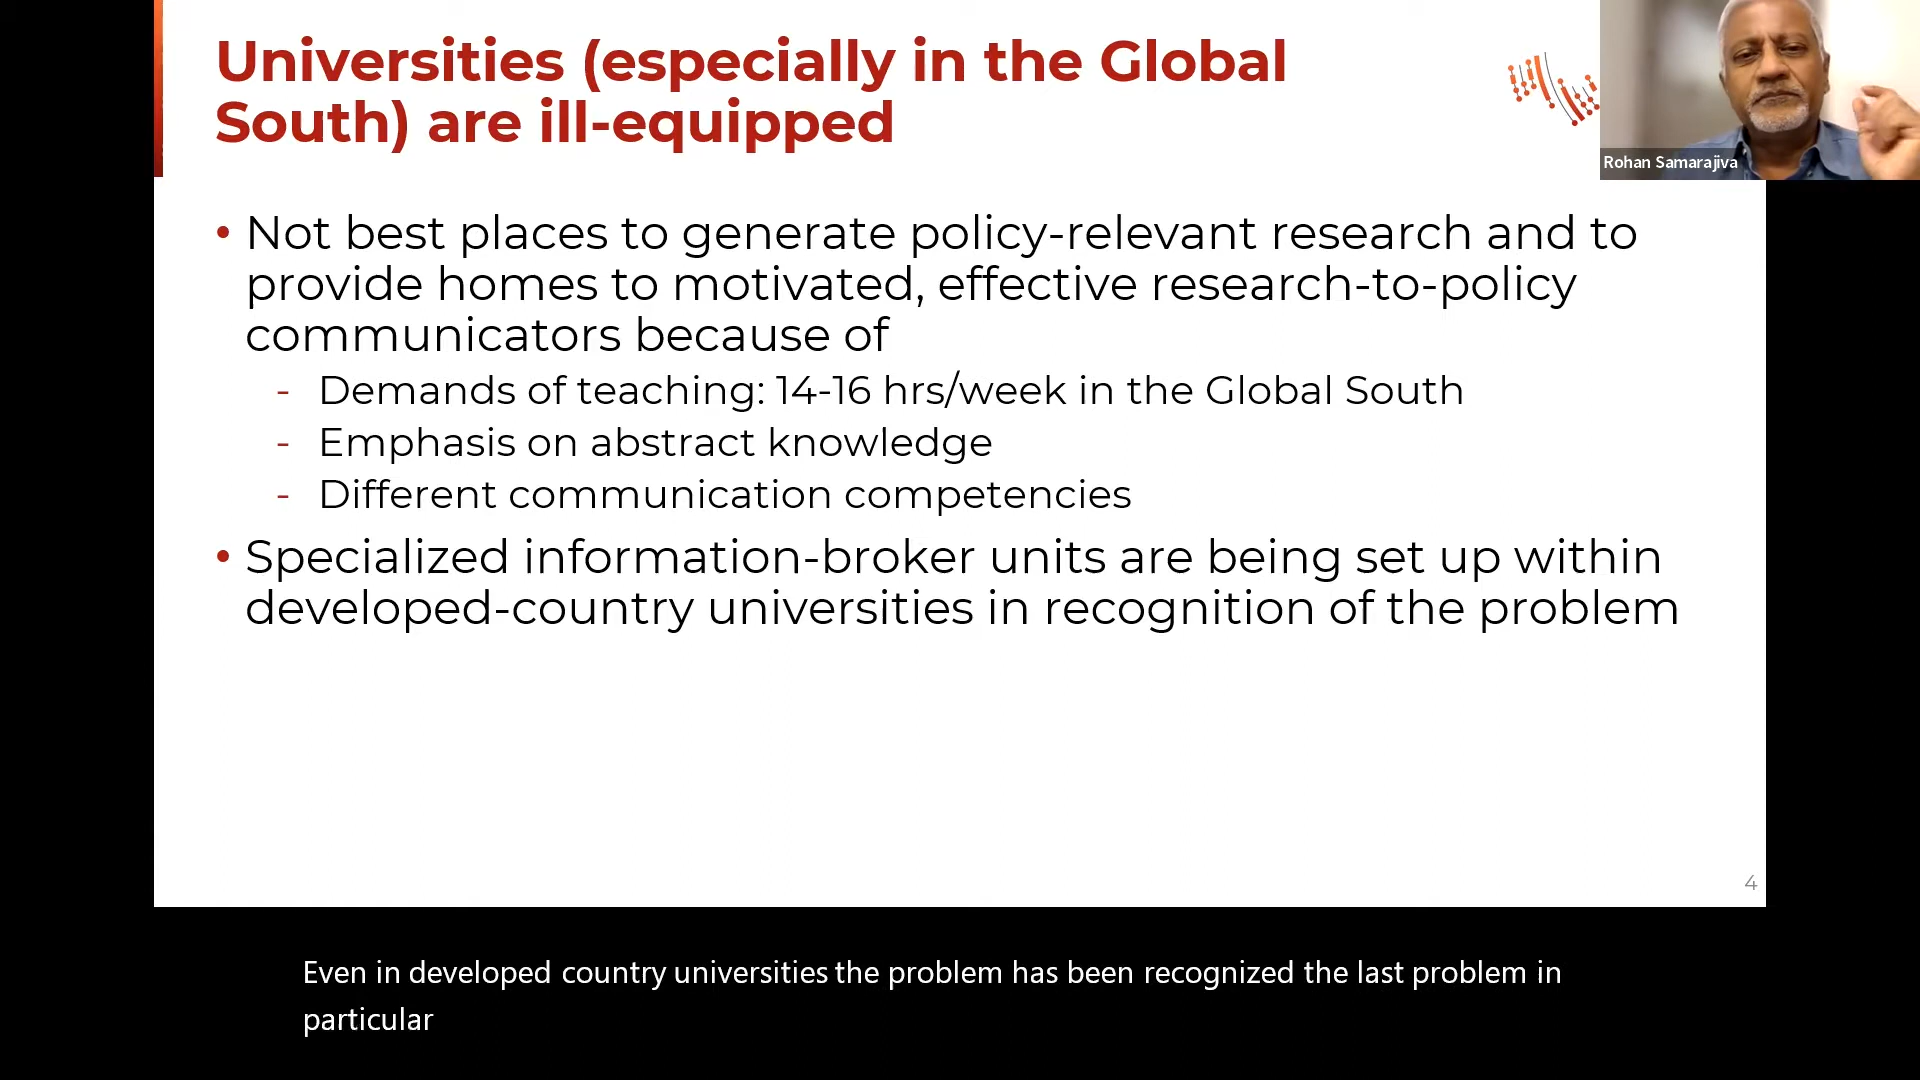 Universities (especially in the Global
South) are ill-equipped
Rohan Samarajiva
• Not best places to generate policy-relevant research and to
provide homes to motivated, effective research-to-policy
communicators because of
- Demands of teaching: 14-16 hrs/week in the Global South
- Emphasis on abstract knowledge
- Different communication competencies
• Specialized information-broker units are being set up within
developed-country universities in recognition of the problem
4
Even in developed country universities the problem has been recognized the last problem in
particular